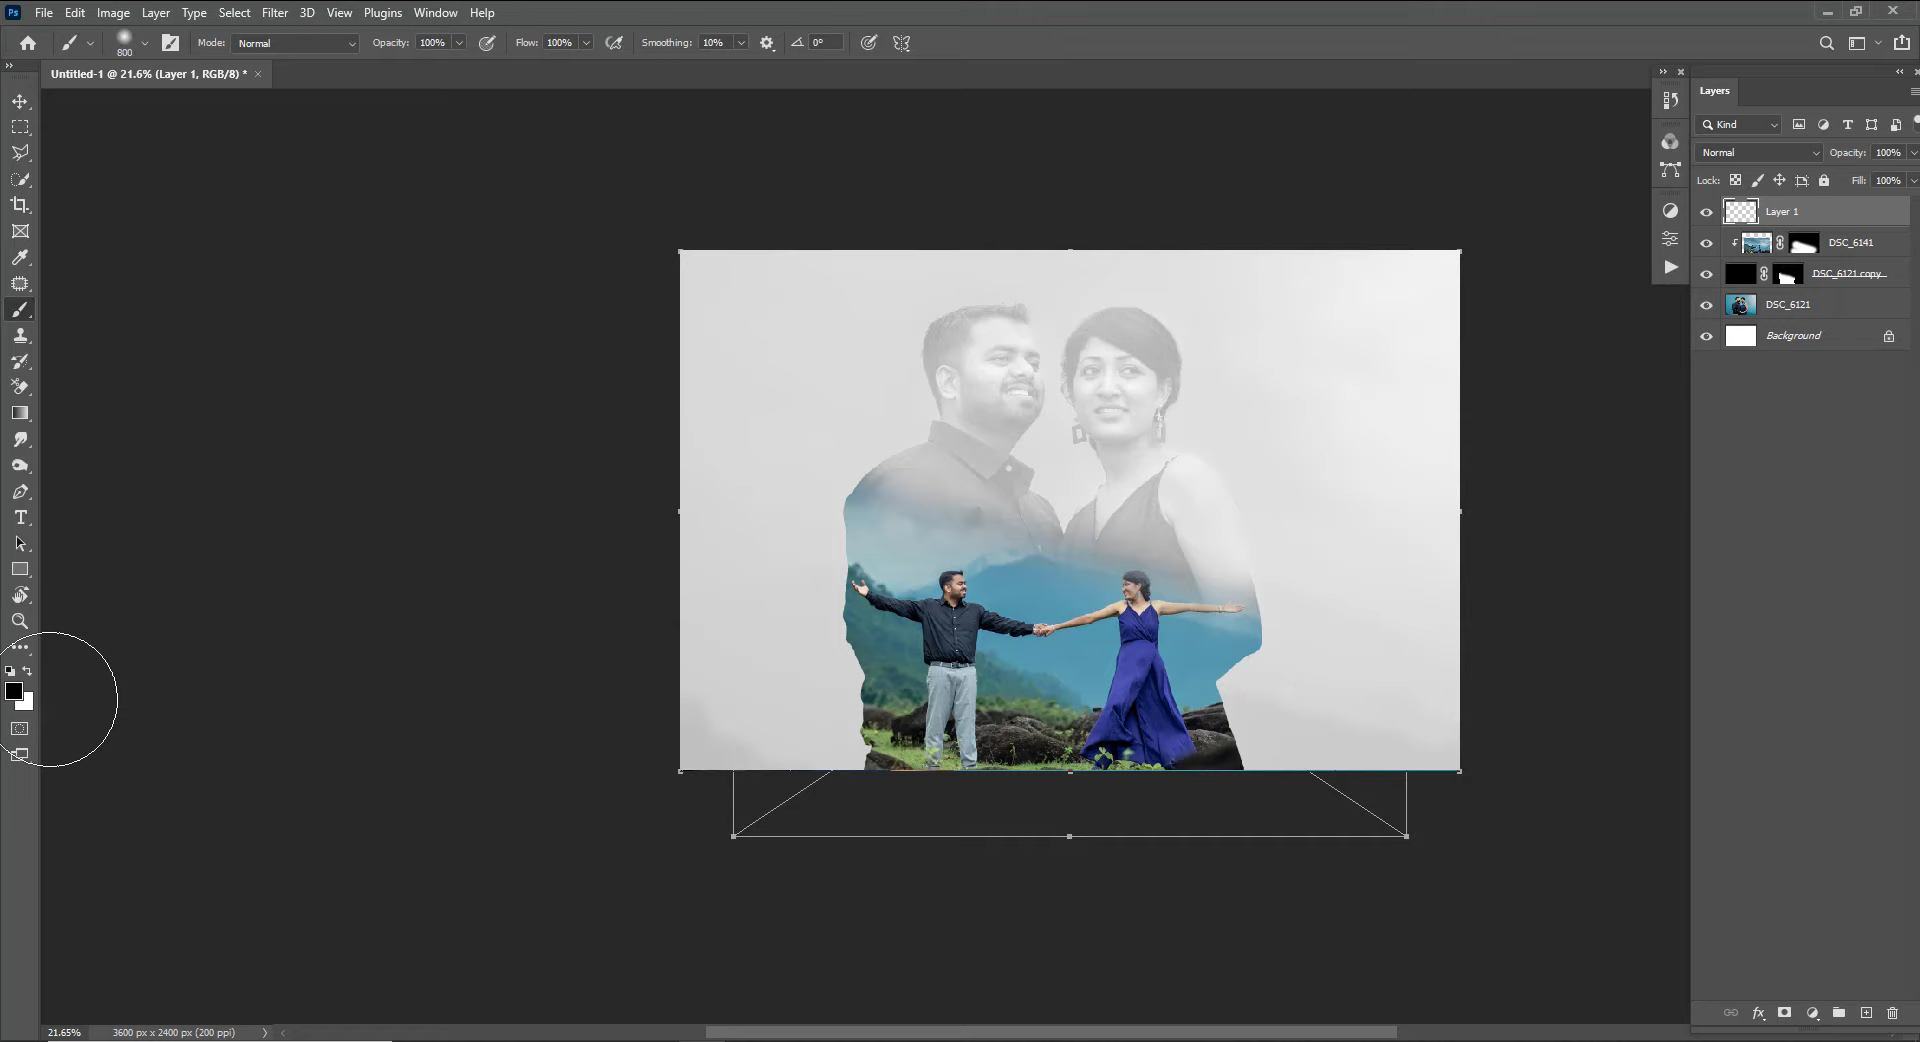 Ps File Edit Image Layer Type Select Filter 3D View Plugins Window Help
800 Mode: Normal Opacity: 100% Flow: 100% Smoothing: 10% 0°
Untitled-1 @ 21.6% (Layer 1, RGB/8) * ×
Layers
Kind
Normal Opacity: 100%
Lock: Fill: 100%
Layer 1
DSC_6141
DSC_6121 copy
DSC_6121
Background
21.65% 3600 px x 2400 px (200 ppi)